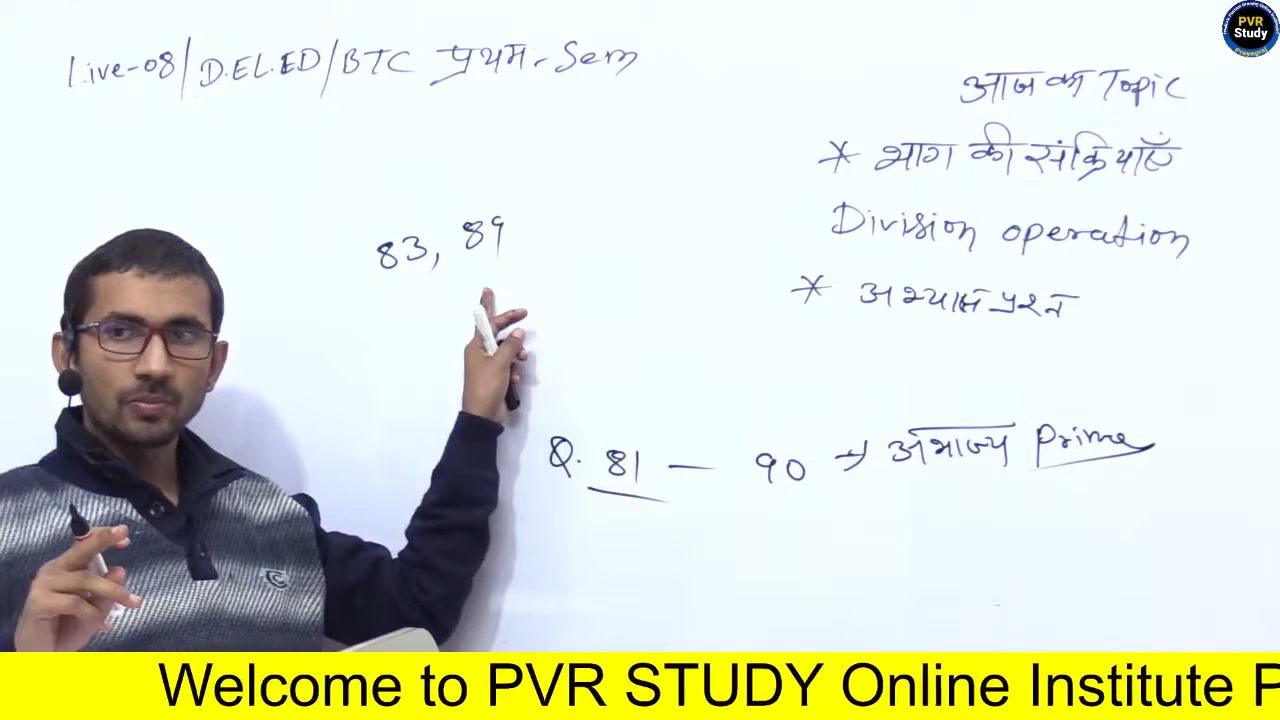 Live-08/D.EL.ED/BTC प्रथम - Sem
PVR
Study
Prayagraj
आज का Topic
* भाग की संक्रियाएँ
Division operation
* अभ्यास प्रश्न
83, 89
Q. 81 — 90 → अभाज्य Prime
Welcome to PVR STUDY Online Institute P